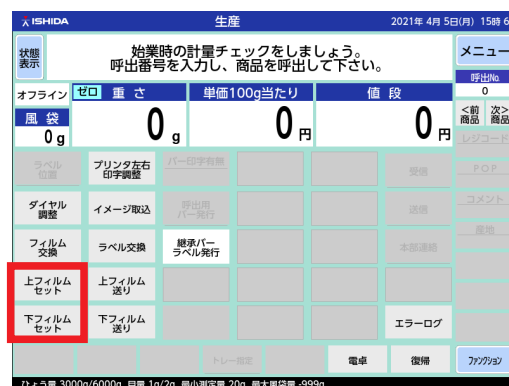 ISHIDA
生産
2021年 4月 5日(月) 15時 6
状態
表示
始業時の計量チェックをしましょう。
呼出番号を入力し、商品を呼出して下さい。
メニュー
呼出No.
0
オフライン
ゼロ 重 さ
単価100g当たり
値 段
<前
商品
次>
商品
風 袋
0 g
0 g
0 円
0 円
レジコード
ラベル
位置
プリンタ左右
印字調整
バー印字有無
受信
POP
ダイヤル
調整
イメージ取込
呼出用
バー発行
送信
コメント
フィルム
交換
ラベル交換
継承バー
ラベル発行
本部連絡
産地
上フィルム
セット
上フィルム
送り
下フィルム
セット
下フィルム
送り
エラーログ
トレー指定
電卓
復帰
ファンクション
ひょう量 3000g/6000g 目量 1g/2g 最小測定量 20g 最大風袋量 -999g